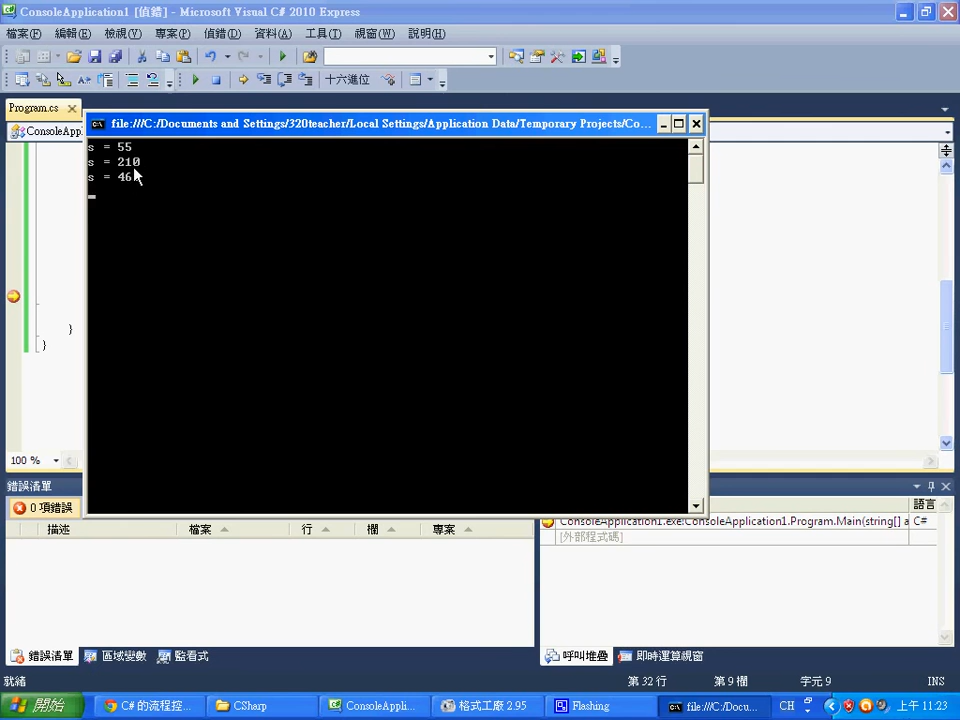 ConsoleApplication1 [偵錯] - Microsoft Visual C# 2010 Express
檔案(F) 編輯(E) 檢視(V) 專案(P) 偵錯(D) 資料(A) 工具(T) 視窗(W) 說明(H)
十六進位
Program.cs
ConsoleAppl
file:///C:/Documents and Settings/320teacher/Local Settings/Application Data/Temporary Projects/Co...
s = 55
s = 210
s = 46
}
}
100 %
錯誤清單
0 項錯誤
語言
描述 檔案 行 欄 專案
ConsoleApplication1.exe!ConsoleApplication1.Program.Main(string[] a C#
[外部程式碼]
錯誤清單 區域變數 監看式 呼叫堆疊 即時運算視窗
就緒 第 32 行 第 9 欄 字元 9 INS
開始 C# 的流程控... CSharp ConsoleAppli... 格式工廠 2.95 Flashing file:///C:/Docu... CH 上午 11:23